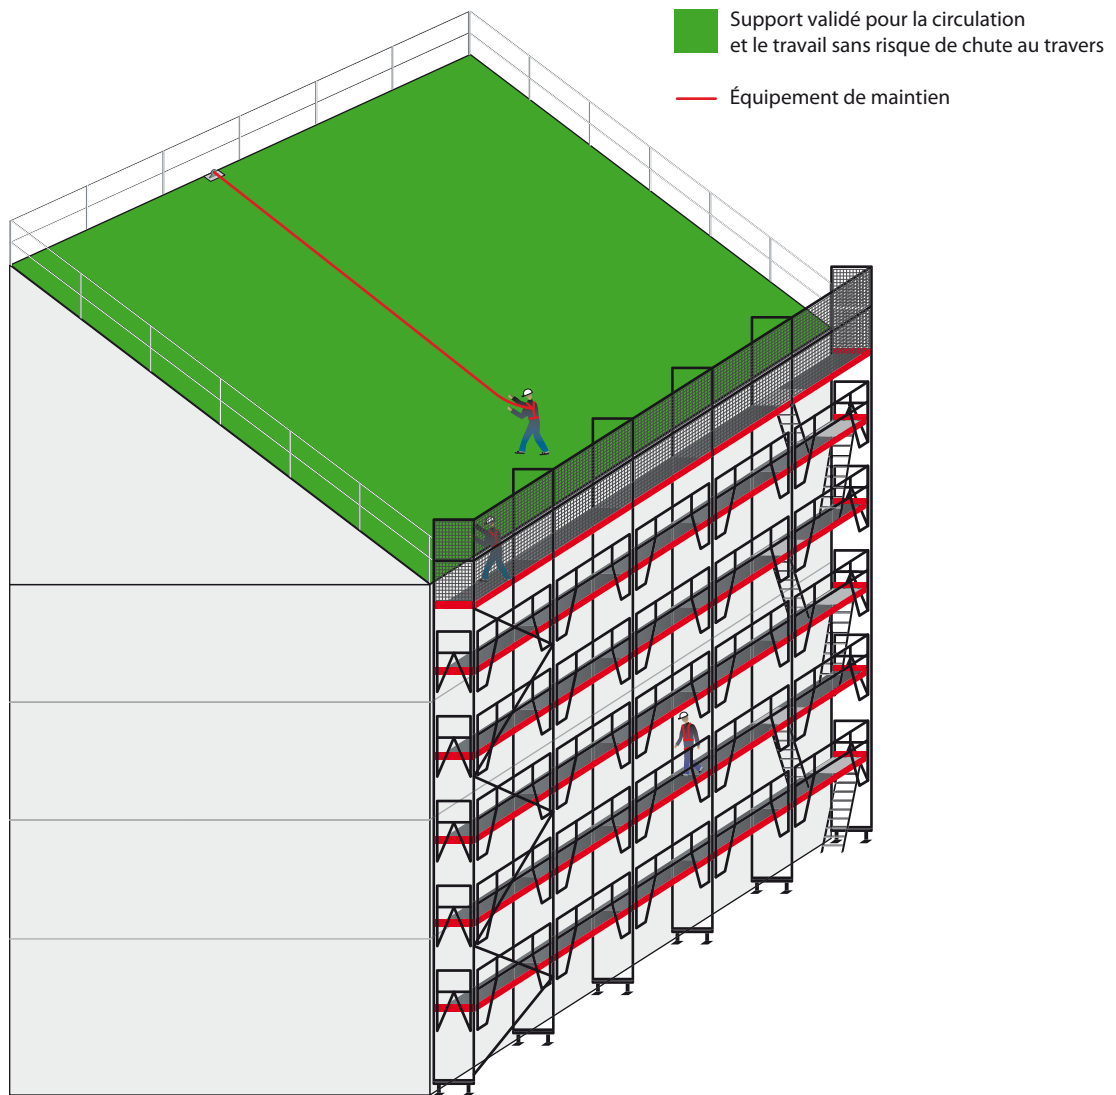 Support validé pour la circulation
et le travail sans risque de chute au travers
Équipement de maintien